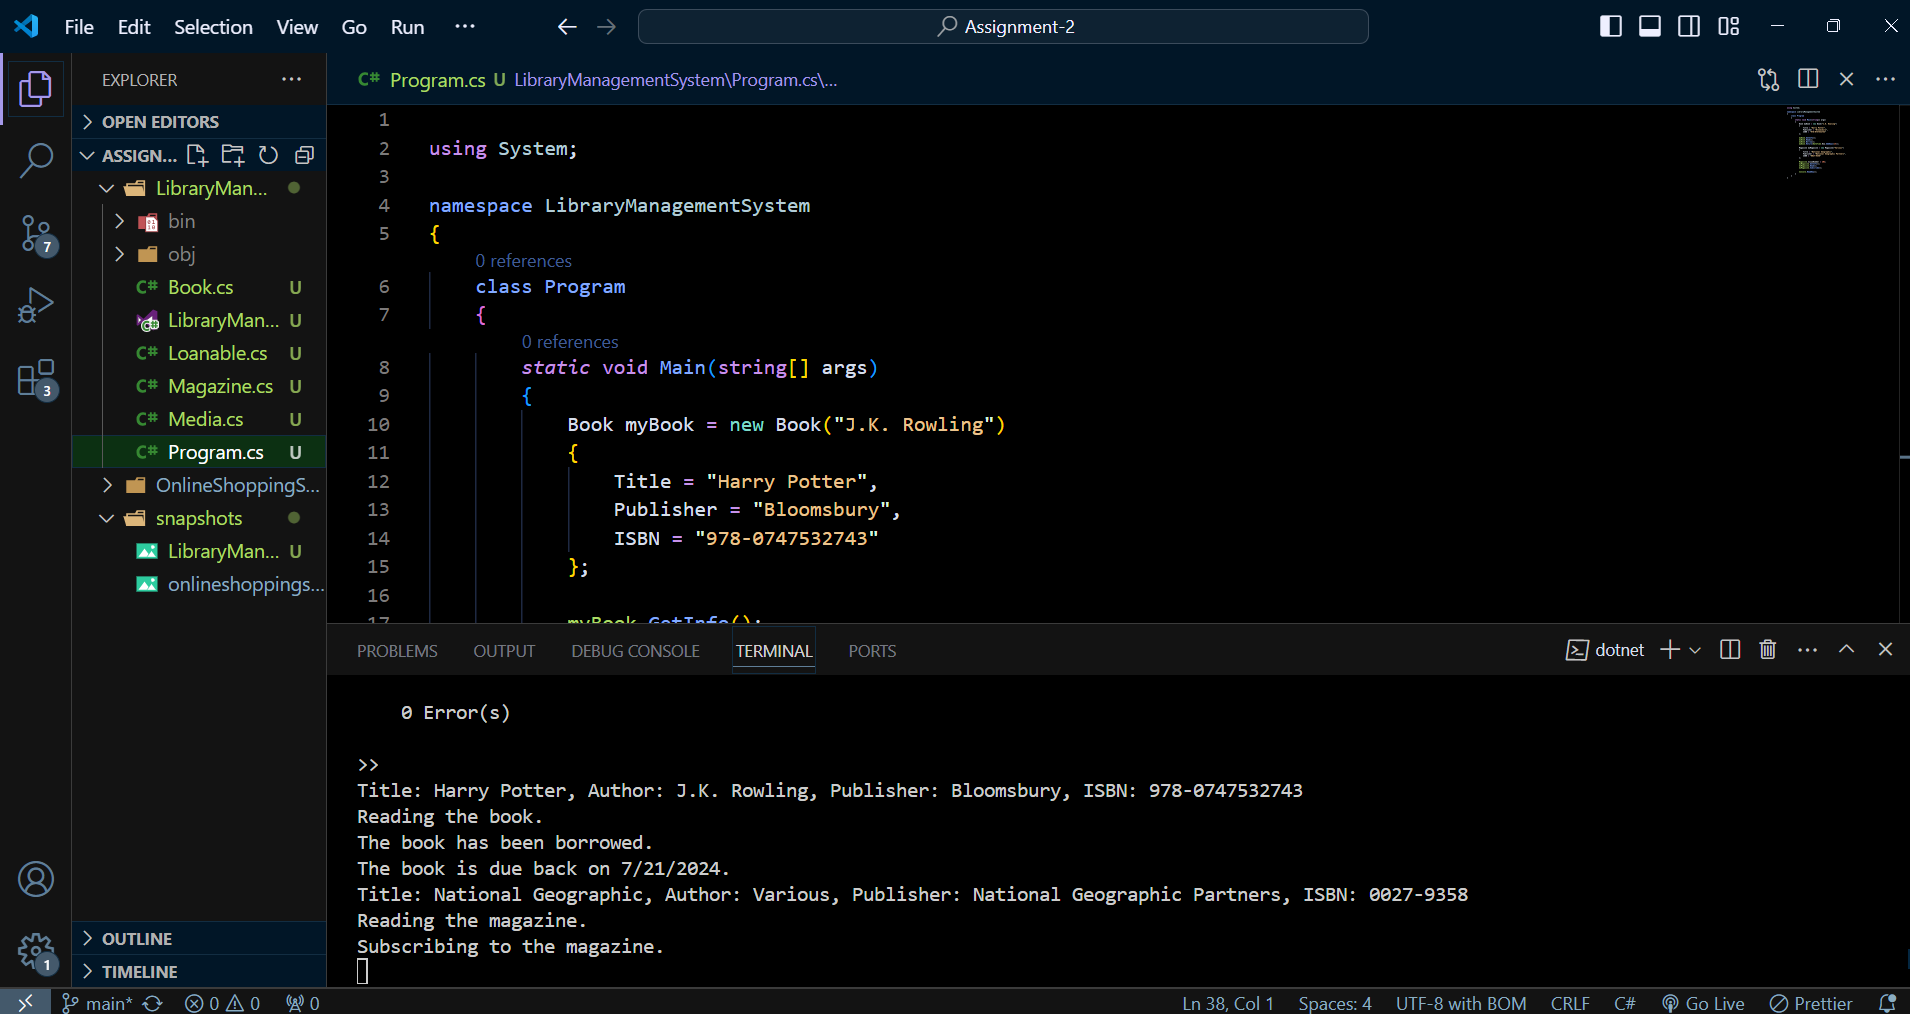 File Edit Selection View Go Run ··· Assignment-2
EXPLORER
Program.cs U LibraryManagementSystem\Program.cs\...
OPEN EDITORS
ASSIGN...
LibraryMan...
bin
obj
C# Book.cs U
LibraryMan... U
C# Loanable.cs U
C# Magazine.cs U
C# Media.cs U
C# Program.cs U
OnlineShoppingS...
snapshots
LibraryMan... U
onlineshoppings...
7
3
1
OUTLINE
TIMELINE
1
2 using System;
3
4 namespace LibraryManagementSystem
5 {
0 references
6 class Program
7 {
0 references
8 static void Main(string[] args)
9 {
10 Book myBook = new Book("J.K. Rowling")
11 {
12 Title = "Harry Potter",
13 Publisher = "Bloomsbury",
14 ISBN = "978-0747532743"
15 };
16
17 myBook.GetInfo();
PROBLEMS OUTPUT DEBUG CONSOLE TERMINAL PORTS dotnet
0 Error(s)
>>
Title: Harry Potter, Author: J.K. Rowling, Publisher: Bloomsbury, ISBN: 978-0747532743
Reading the book.
The book has been borrowed.
The book is due back on 7/21/2024.
Title: National Geographic, Author: Various, Publisher: National Geographic Partners, ISBN: 0027-9358
Reading the magazine.
Subscribing to the magazine.
main* 0 0 0 Ln 38, Col 1 Spaces: 4 UTF-8 with BOM CRLF C# Go Live Prettier